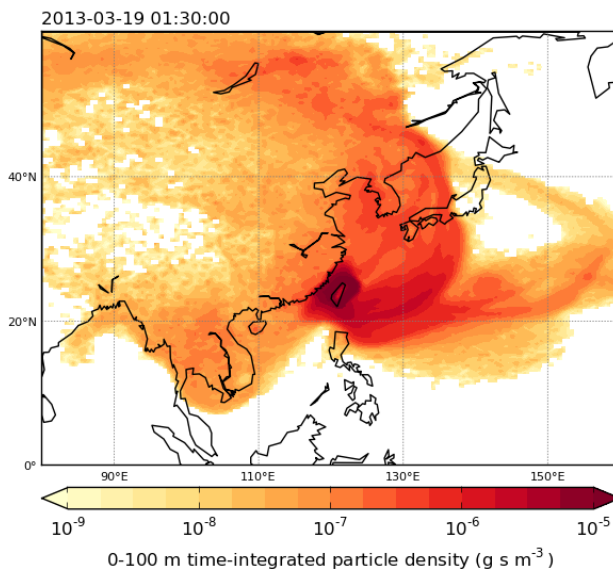 2013-03-19 01:30:00
40°N
20°N
0°
90°E 110°E 130°E 150°E
10⁻⁹ 10⁻⁸ 10⁻⁷ 10⁻⁶ 10⁻⁵
0-100 m time-integrated particle density (g s m⁻³)